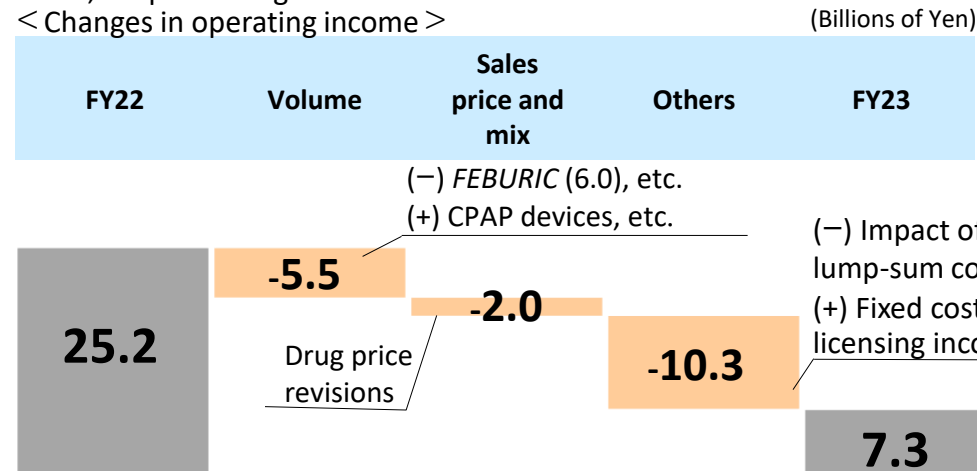 ＜Changes in operating income＞
(Billions of Yen)
FY22
Volume
Sales
price and
mix
Others
FY23
(−) FEBURIC (6.0), etc.
(+) CPAP devices, etc.
(−) Impact of
lump-sum
(+) Fixed cost
licensing
-5.5
-2.0
25.2
Drug price
revisions
-10.3
7.3